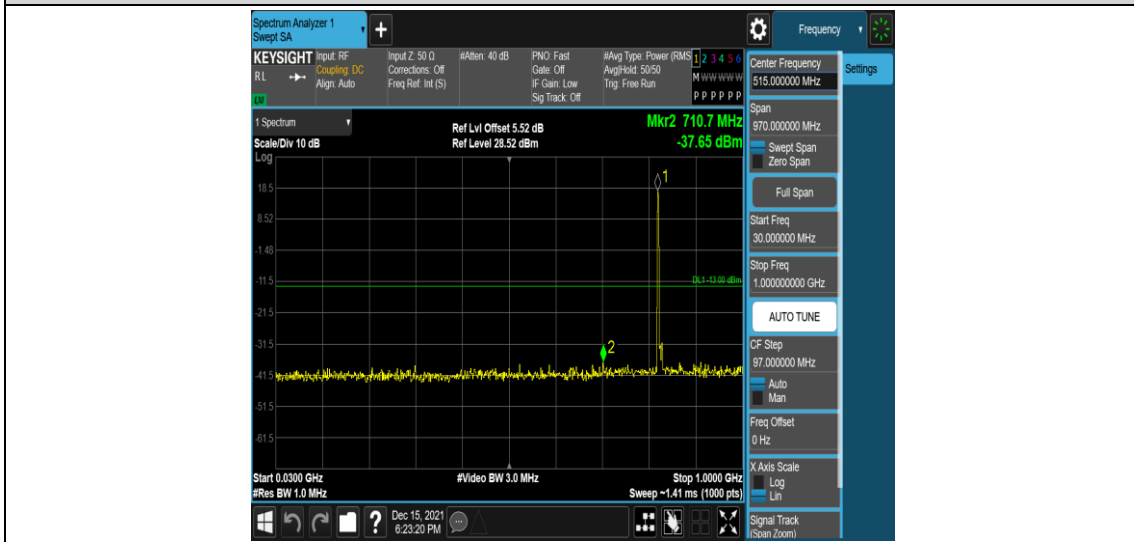 Spectrum Analyzer 1
Swept SA
+
Frequency
KEYSIGHT
RL
Input: RF
Coupling: DC
Align: Auto
Input Z: 50 Ω
Corrections: Off
Freq Ref: Int (S)
#Atten: 40 dB
PNO: Fast
Gate: Off
IF Gain: Low
Sig Track: Off
#Avg Type: Power (RMS
Avg|Hold: 50/50
Trig: Free Run
1 2 3 4 5 6
M W W W W W
P P P P P P
1 Spectrum
Scale/Div 10 dB
Log
Ref Lvl Offset 5.52 dB
Ref Level 28.52 dBm
Mkr2 710.7 MHz
-37.65 dBm
18.5
8.52
-1.48
-11.5
-21.5
-31.5
-41.5
-51.5
-61.5
1
DL1 -13.00 dBm
2
Start 0.0300 GHz
#Res BW 1.0 MHz
#Video BW 3.0 MHz
Stop 1.0000 GHz
Sweep ~1.41 ms (1000 pts)
Center Frequency
515.000000 MHz
Settings
Span
970.000000 MHz
Swept Span
Zero Span
Full Span
Start Freq
30.000000 MHz
Stop Freq
1.000000000 GHz
AUTO TUNE
CF Step
97.000000 MHz
Auto
Man
Freq Offset
0 Hz
X Axis Scale
Log
Lin
Signal Track
(Span Zoom)
?
Dec 15, 2021
6:23:20 PM